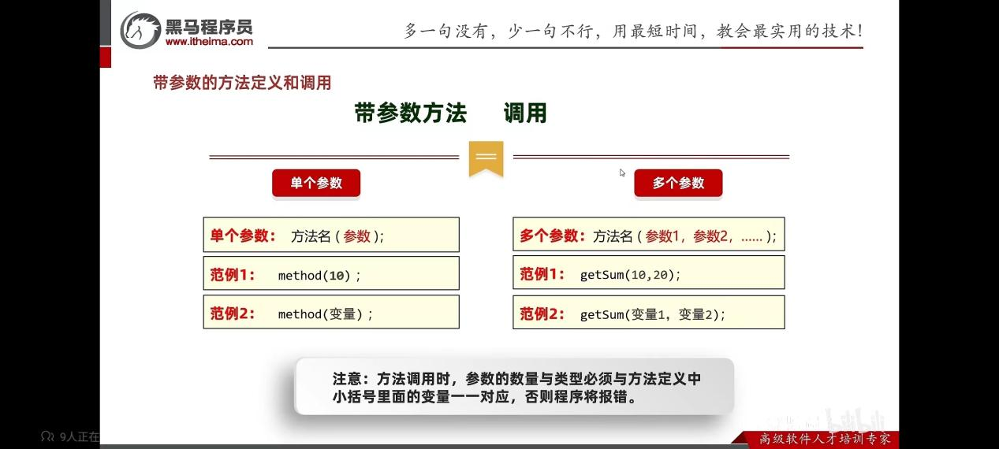 黑马程序员
www.itheima.com
多一句没有，少一句不行，用最短时间，教会最实用的技术！
带参数的方法定义和调用
带参数方法 调用
单个参数
多个参数
单个参数： 方法名 ( 参数 );
范例1： method(10) ;
范例2： method(变量) ;
多个参数：方法名 ( 参数1，参数2，…… );
范例1： getSum(10,20);
范例2： getSum(变量1，变量2);
注意：方法调用时，参数的数量与类型必须与方法定义中
小括号里面的变量一一对应，否则程序将报错。
9人正在
bilibili
高级软件人才培训专家